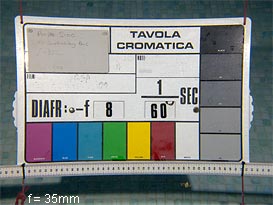 TAVOLA
CROMATICA
DIAFR: -f 8
1
60 SEC
f = 35mm